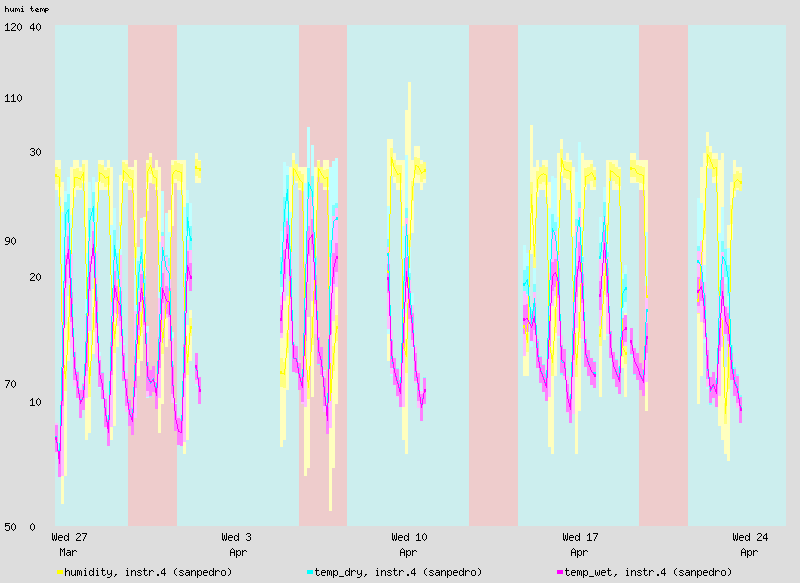 humi temp
120 40
110
30
90
20
70
10
50 0
Wed 27 Wed 3 Wed 10 Wed 17 Wed 24
Mar Apr Apr Apr Apr
humidity, instr.4 (sanpedro) temp_dry, instr.4 (sanpedro) temp_wet, instr.4 (sanpedro)